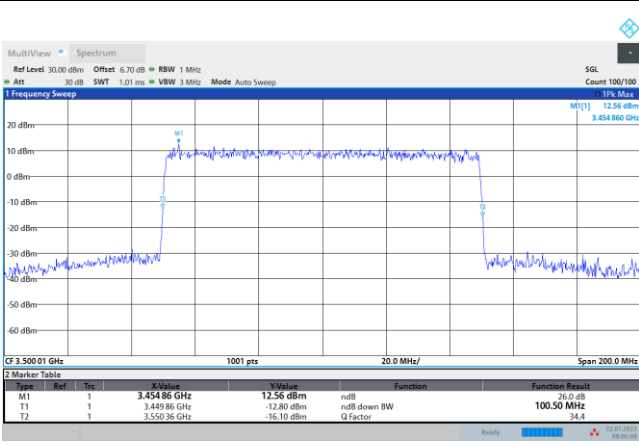 MultiView Spectrum
Ref Level 30.00 dBm Offset 6.70 dB RBW 1 MHz SGL
Att 30 dB SWT 1.01 ms VBW 3 MHz Mode Auto Sweep Count 100/100
1 Frequency Sweep 1Pk Max
M1[1] 12.56 dBm
3.454 860 GHz
20 dBm
M1
10 dBm
0 dBm
T1
-10 dBm
T2
-20 dBm
-30 dBm
-40 dBm
-50 dBm
-60 dBm
CF 3.500 01 GHz 1001 pts 20.0 MHz/ Span 200.0 MHz
2 Marker Table
Type Ref Trc X-Value Y-Value Function Function Result
M1 1 3.454 86 GHz 12.56 dBm ndB 26.0 dB
T1 1 3.449 86 GHz -12.80 dBm ndB down BW 100.50 MHz
T2 1 3.550 36 GHz -16.10 dBm Q Factor 34.4
Ready 22.01.2022
09:06:08